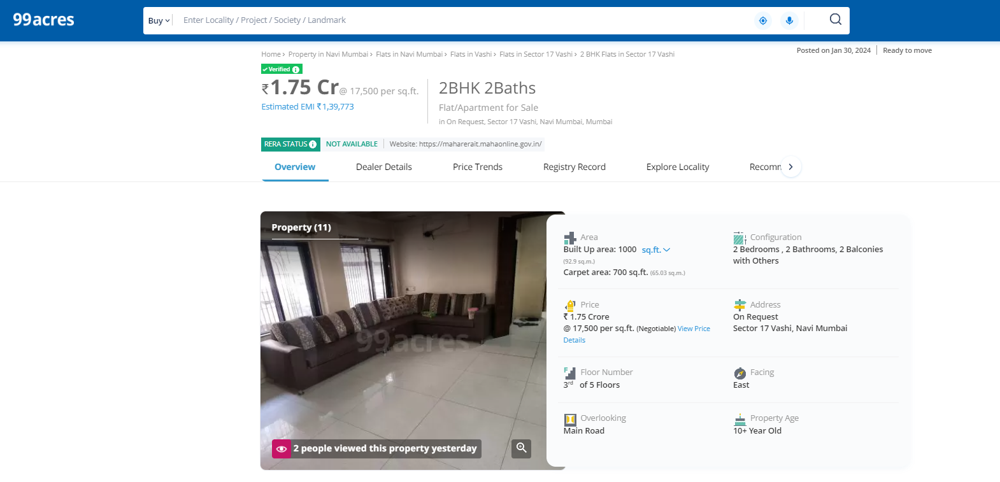 99acres
Buy
Enter Locality / Project / Society / Landmark
Home › Property in Navi Mumbai › Flats in Navi Mumbai › Flats in Vashi › Flats in Sector 17 Vashi › 2 BHK Flats in Sector 17 Vashi
Posted on Jan 30, 2024 | Ready to move
Verified
₹1.75 Cr @ 17,500 per sq.ft.
Estimated EMI ₹1,39,773
2BHK 2Baths
Flat/Apartment for Sale
in On Request, Sector 17 Vashi, Navi Mumbai, Mumbai
RERA STATUS NOT AVAILABLE | Website: https://maharerait.mahaonline.gov.in/
Overview Dealer Details Price Trends Registry Record Explore Locality Recomm
Property (11)
99acres
2 people viewed this property yesterday
Area
Built Up area: 1000 sq.ft.
(92.9 sq.m.)
Carpet area: 700 sq.ft. (65.03 sq.m.)
Configuration
2 Bedrooms , 2 Bathrooms, 2 Balconies
with Others
Price
₹ 1.75 Crore
@ 17,500 per sq.ft. (Negotiable) View Price
Details
Address
On Request
Sector 17 Vashi, Navi Mumbai
Floor Number
3rd of 5 Floors
Facing
East
Overlooking
Main Road
Property Age
10+ Year Old